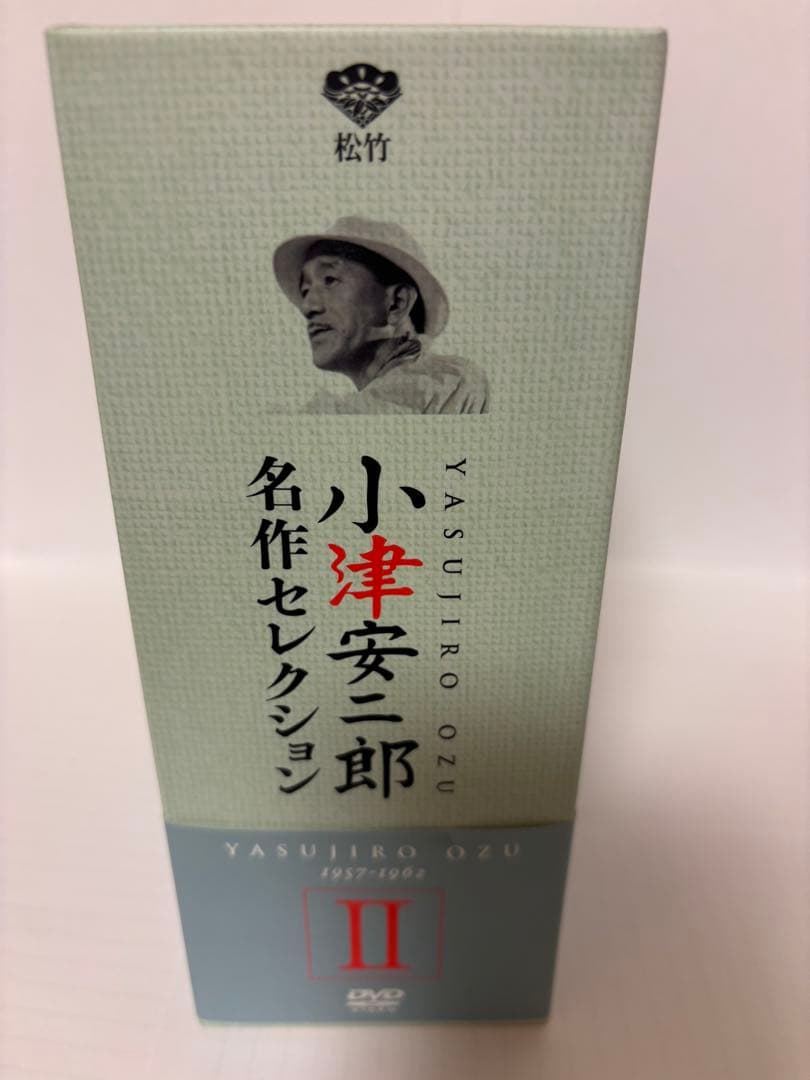 松竹
YASUJIRO OZU
小津安二郎
名作セレクション
YASUJIRO OZU
1957-1962
II
DVD
VIDEO